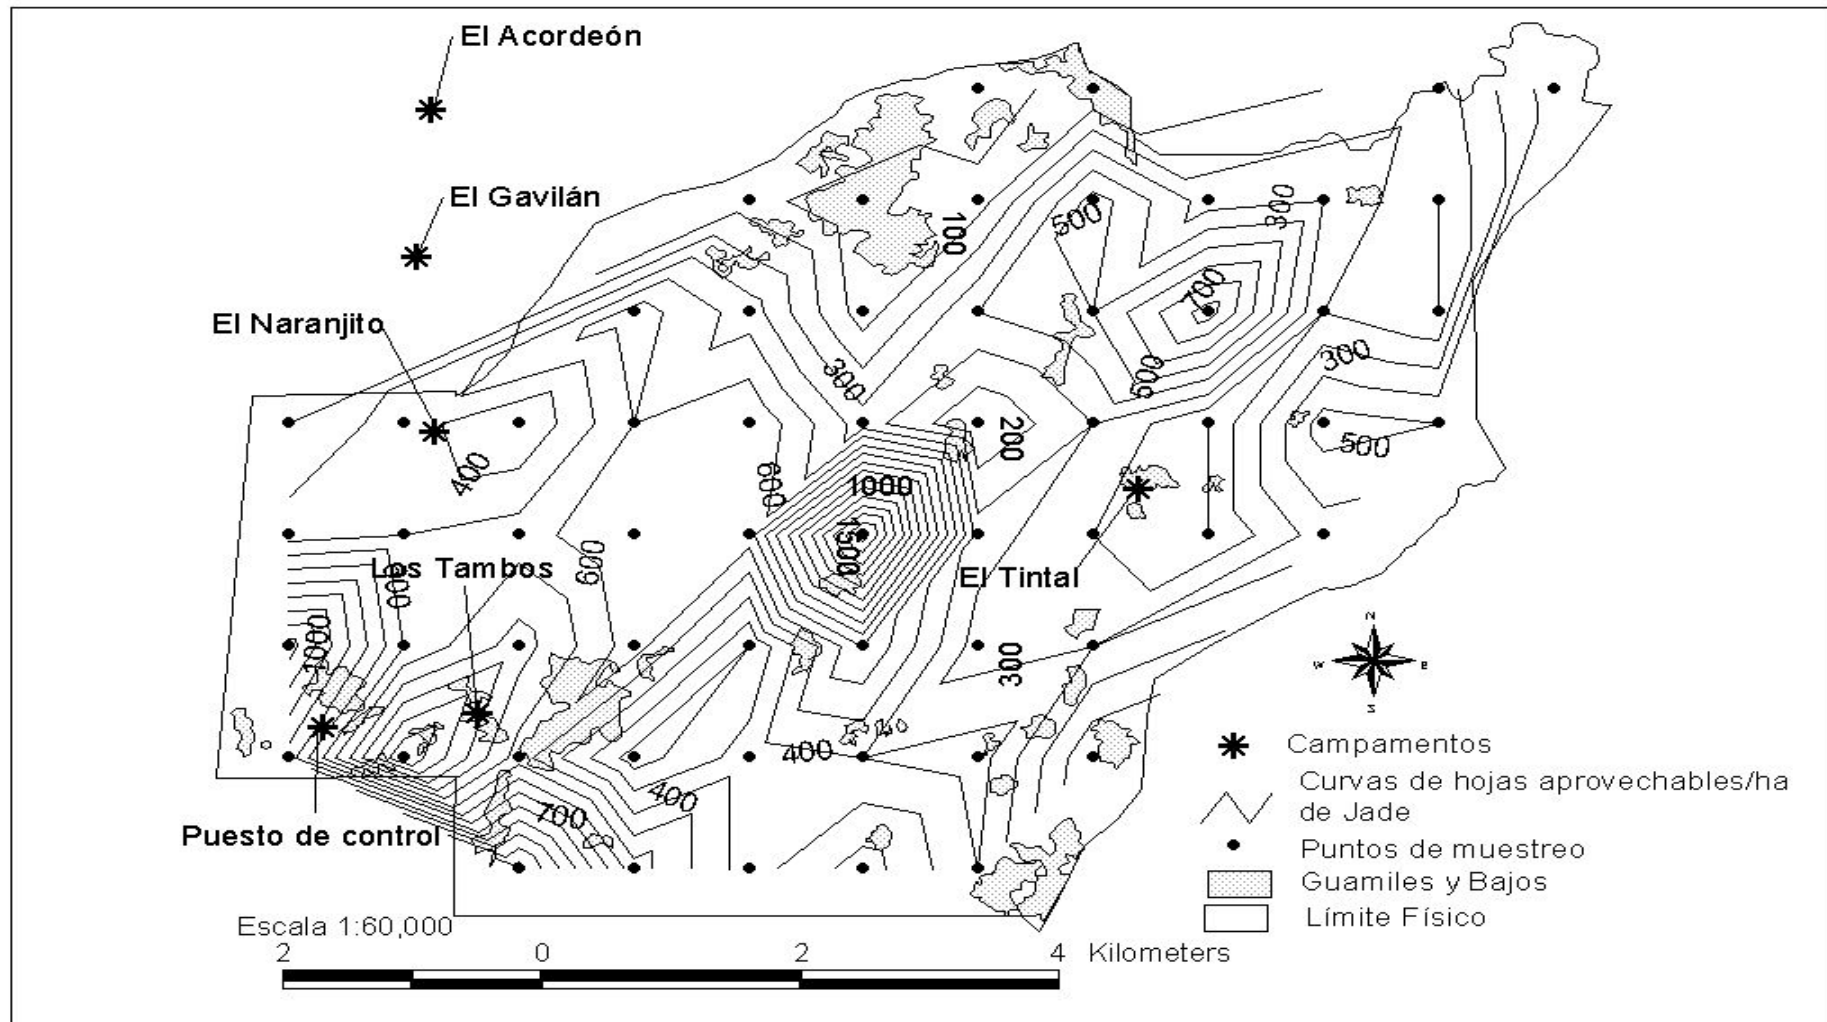 El Acordeón
El Gavilán
El Naranjito
100
500
300
700
300
300
500
500
200
400
600
1000
1500
600
Los Tambos
El Tintal
1000
300
400
400
700
Puesto de control
N
W
E
S
Campamentos
Curvas de hojas aprovechables/ha
de Jade
Puntos de muestreo
Guamiles y Bajos
Límite Físico
Escala 1:60,000
2 0 2 4 Kilometers